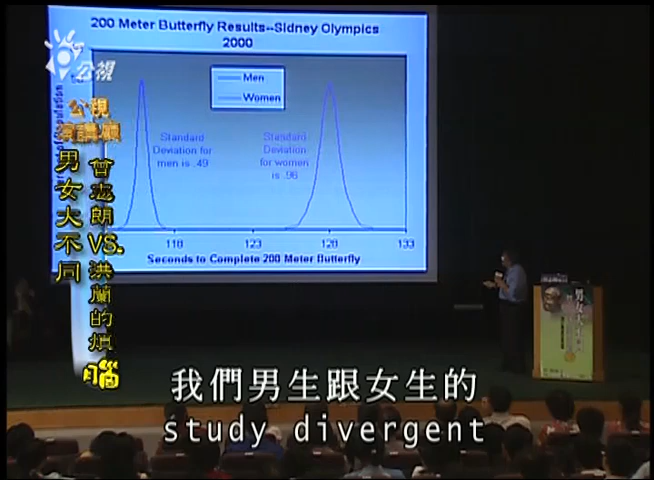 200 Meter Butterfly Results--Sidney Olympics
2000
Men
Women
Standard
Deviation for
men is .49
Standard
Deviation
for women
is .96
118
123
128
133
Seconds to Complete 200 Meter Butterfly
公視
公視
演講廳
男女大不同
曾志朗VS.洪蘭的煩腦
我們男生跟女生的
study divergent